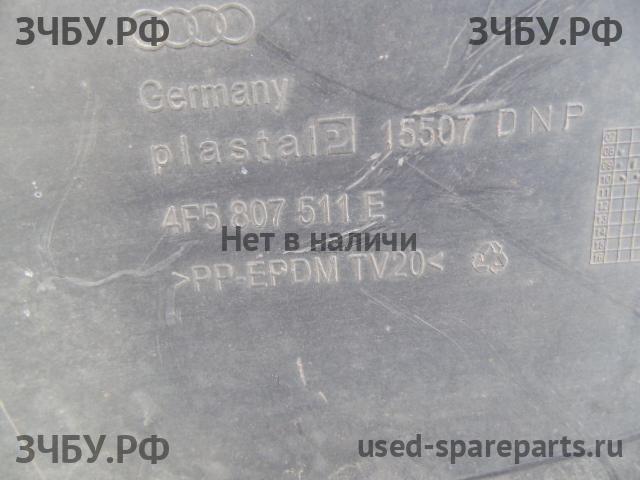 ЗЧБУ.РФ
ЗЧБУ.РФ
Germany
plastal P 15507 DNP
4F5 807 511 E
Нет в наличи
>PP-EPDM TV20<
ЗЧБУ.РФ
used-spareparts.ru